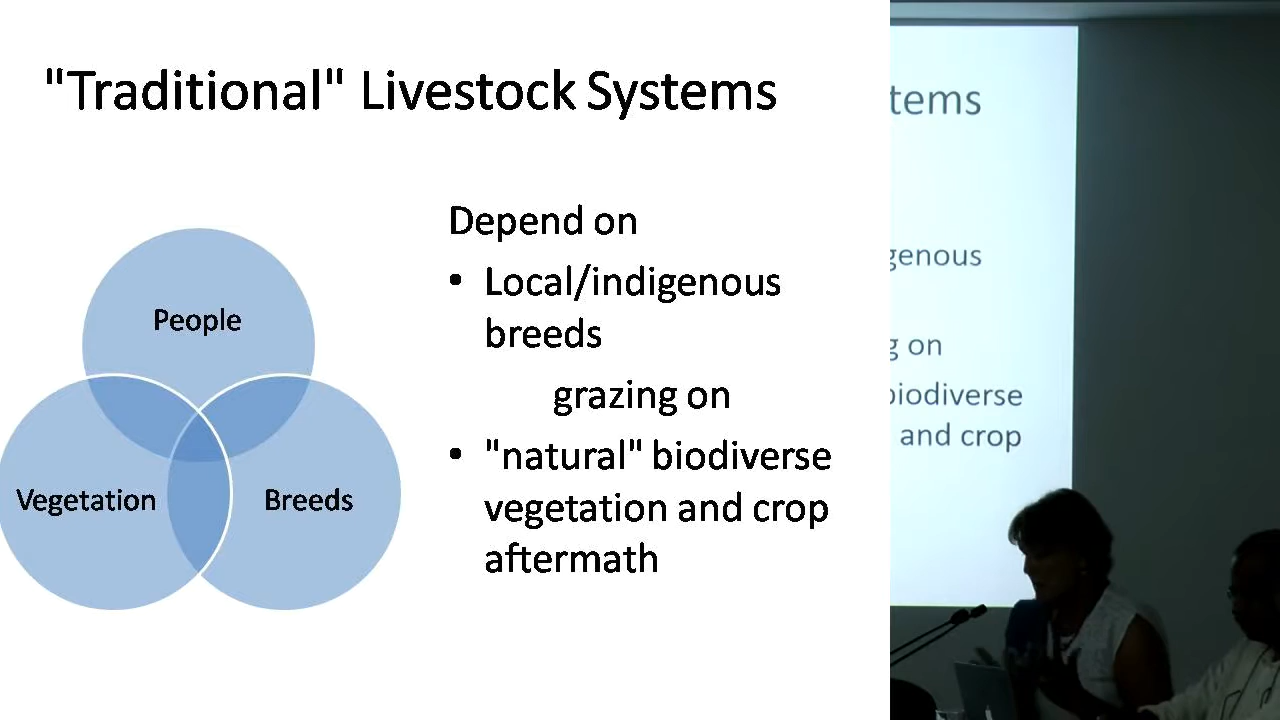 "Traditional" Livestock Systems
People
Vegetation
Breeds
Depend on
• Local/indigenous
breeds
grazing on
• "natural" biodiverse
vegetation and crop
aftermath
tems
genous
g on
biodiverse
and crop